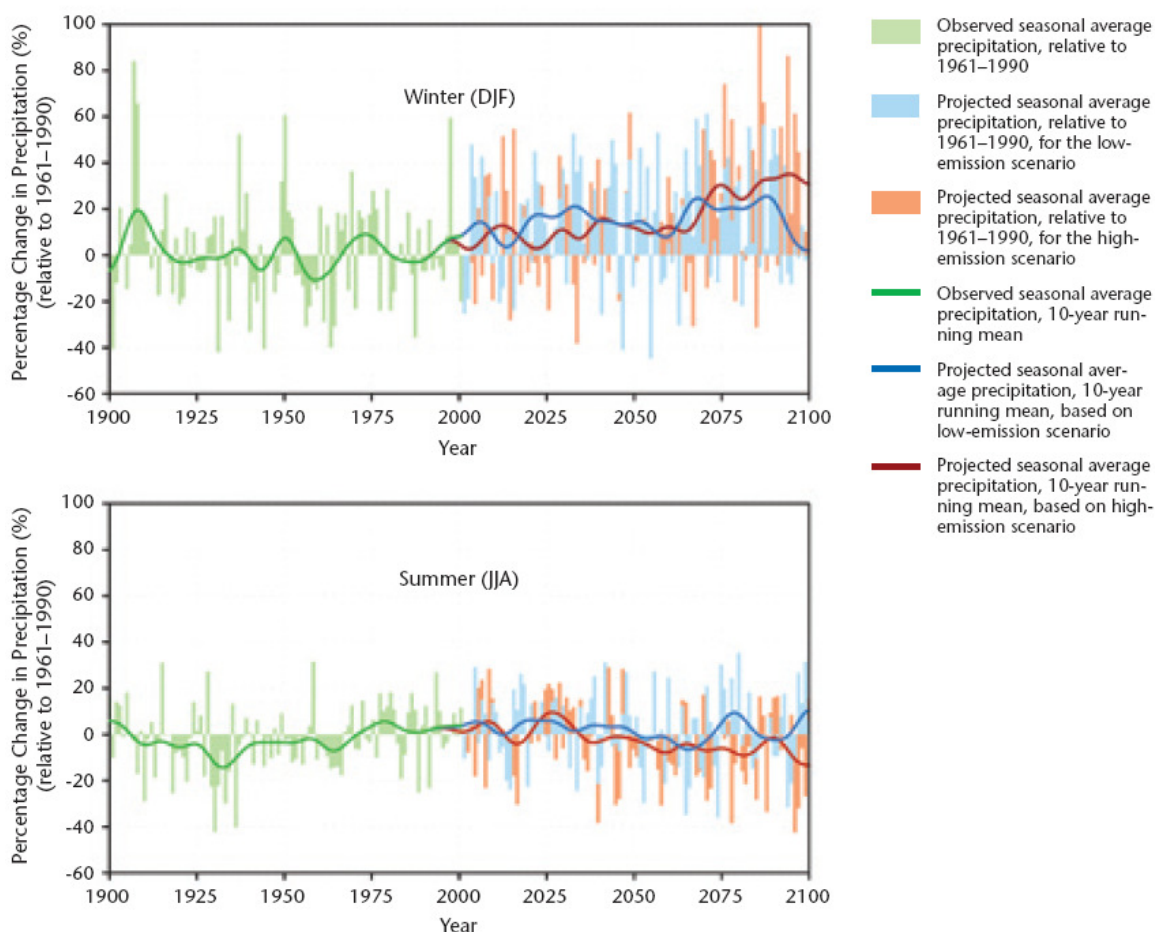 Percentage Change in Precipitation (%)
(relative to 1961–1990)
100
80
60
40
20
0
-20
-40
-60
Winter (DJF)
1900 1925 1950 1975 2000 2025 2050 2075 2100
Year
Percentage Change in Precipitation (%)
(relative to 1961–1990)
100
80
60
40
20
0
-20
-40
-60
Summer (JJA)
1900 1925 1950 1975 2000 2025 2050 2075 2100
Year
Observed seasonal average
precipitation, relative to
1961–1990
Projected seasonal average
precipitation, relative to
1961–1990, for the low-
emission scenario
Projected seasonal average
precipitation, relative to
1961–1990, for the high-
emission scenario
Observed seasonal average
precipitation, 10-year run-
ning mean
Projected seasonal aver-
age precipitation, 10-year
running mean, based on
low-emission scenario
Projected seasonal average
precipitation, 10-year run-
ning mean, based on high-
emission scenario